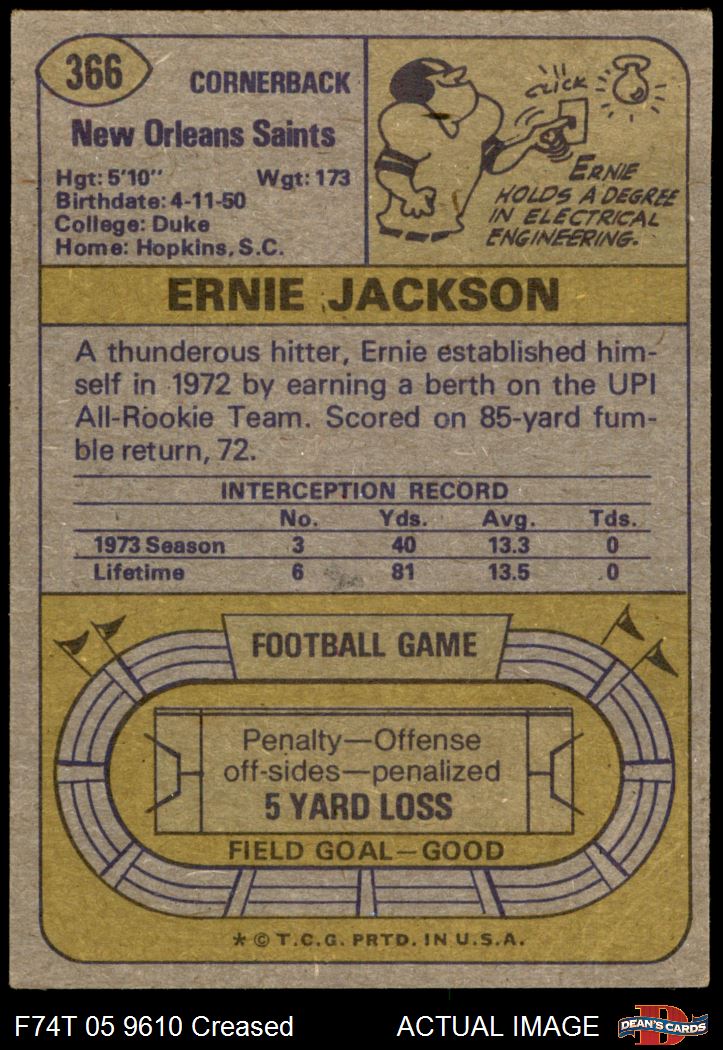 366
CORNERBACK
New Orleans Saints
Hgt: 5'10" Wgt: 173
Birthdate: 4-11-50
College: Duke
Home: Hopkins, S.C.
CLICK
ERNIE
HOLDS A DEGREE
IN ELECTRICAL
ENGINEERING.
ERNIE JACKSON
A thunderous hitter, Ernie established him-
self in 1972 by earning a berth on the UPI
All-Rookie Team. Scored on 85-yard fum-
ble return, 72.
INTERCEPTION RECORD
No. Yds. Avg. Tds.
1973 Season 3 40 13.3 0
Lifetime 6 81 13.5 0
FOOTBALL GAME
Penalty—Offense
off-sides—penalized
5 YARD LOSS
FIELD GOAL—GOOD
* © T.C.G. PRTD. IN U.S.A.
F74T 05 9610 Creased ACTUAL IMAGE
D
DEAN'S CARDS